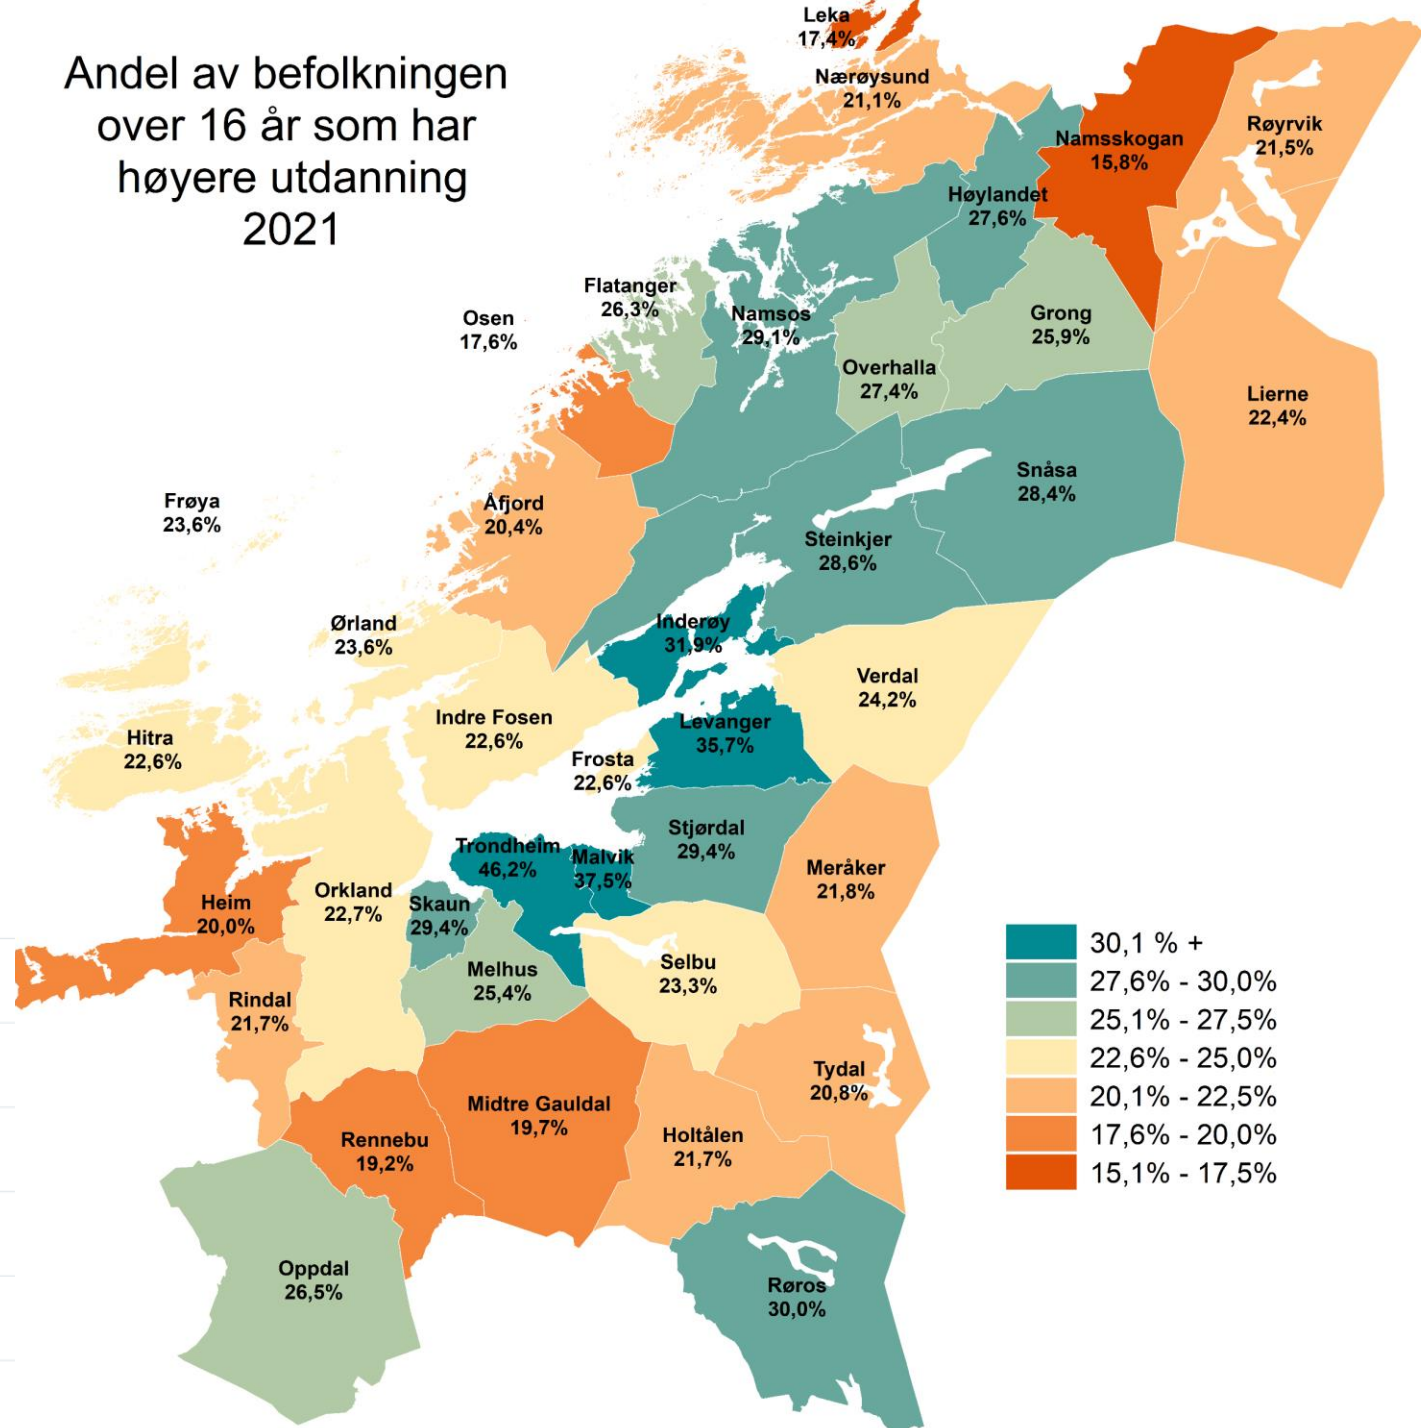 Andel av befolkningen
over 16 år som har
høyere utdanning
2021
Leka
17,4%
Nærøysund
21,1%
Namsskogan
15,8%
Røyrvik
21,5%
Høylandet
27,6%
Flatanger
26,3%
Osen
17,6%
Namsos
29,1%
Grong
25,9%
Overhalla
27,4%
Lierne
22,4%
Snåsa
28,4%
Frøya
23,6%
Åfjord
20,4%
Steinkjer
28,6%
Ørland
23,6%
Inderøy
31,9%
Verdal
24,2%
Indre Fosen
22,6%
Levanger
35,7%
Hitra
22,6%
Frosta
22,6%
Stjørdal
29,4%
Trondheim
46,2%
Malvik
37,5%
Meråker
21,8%
Heim
20,0%
Orkland
22,7%
Skaun
29,4%
Melhus
25,4%
Selbu
23,3%
Rindal
21,7%
Tydal
20,8%
Midtre Gauldal
19,7%
Rennebu
19,2%
Holtålen
21,7%
Oppdal
26,5%
Røros
30,0%
30,1 % +
27,6% - 30,0%
25,1% - 27,5%
22,6% - 25,0%
20,1% - 22,5%
17,6% - 20,0%
15,1% - 17,5%